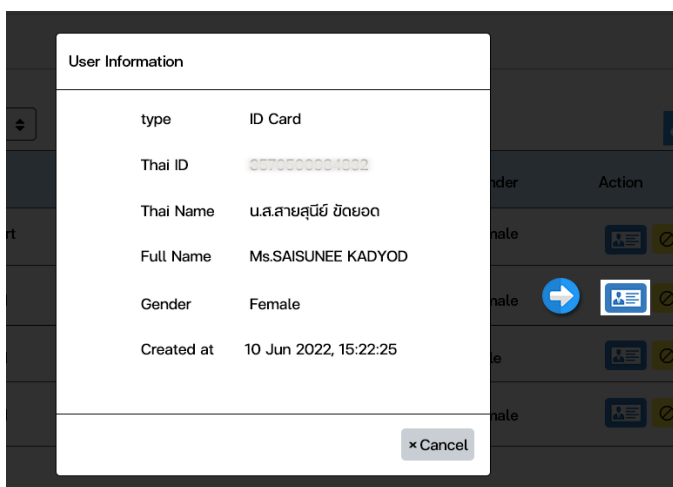 User Information
type ID Card
Thai ID
Action
Thai Name น.ส.สายสุนีย์ ขัดยอด
Full Name Ms.SAISUNEE KADYOD
Gender Female
Created at 10 Jun 2022, 15:22:25
× Cancel